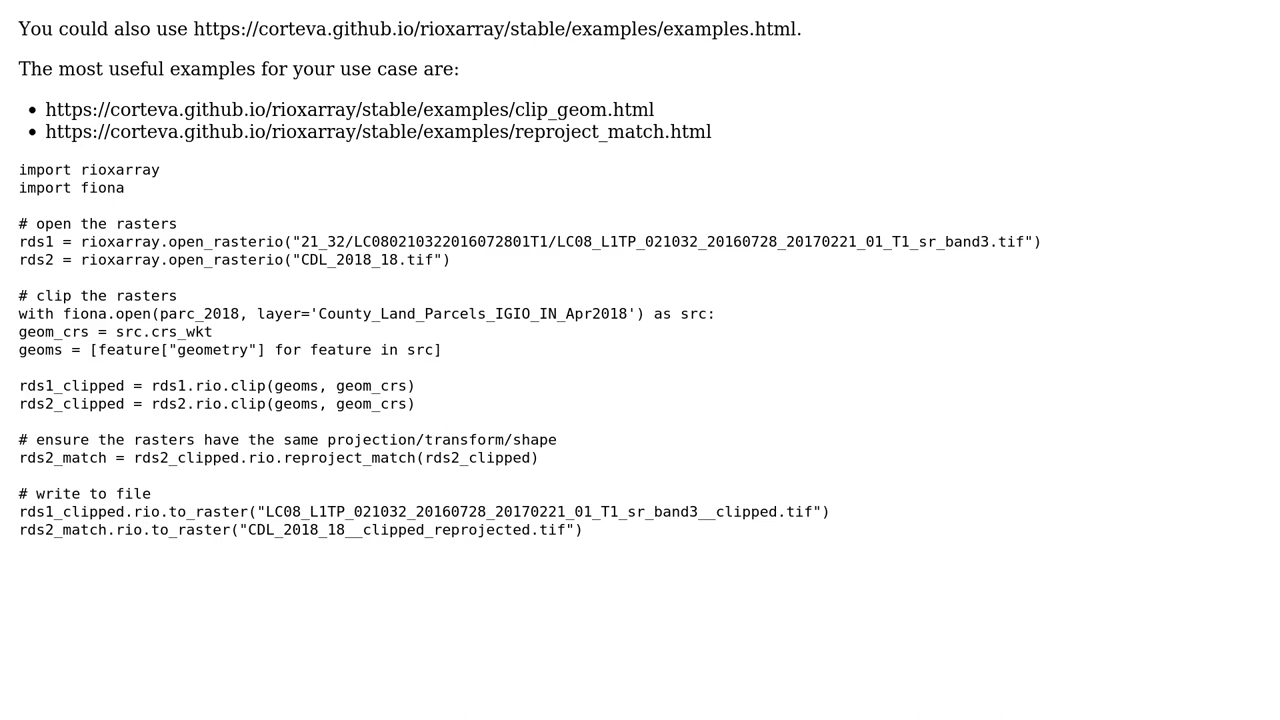 You could also use https://corteva.github.io/rioxarray/stable/examples/examples.html.
The most useful examples for your use case are:
• https://corteva.github.io/rioxarray/stable/examples/clip_geom.html
• https://corteva.github.io/rioxarray/stable/examples/reproject_match.html
import rioxarray
import fiona
# open the rasters
rds1 = rioxarray.open_rasterio("21_32/LC080210322016072801T1/LC08_L1TP_021032_20160728_20170221_01_T1_sr_band3.tif")
rds2 = rioxarray.open_rasterio("CDL_2018_18.tif")
# clip the rasters
with fiona.open(parc_2018, layer='County_Land_Parcels_IGIO_IN_Apr2018') as src:
geom_crs = src.crs_wkt
geoms = [feature["geometry"] for feature in src]
rds1_clipped = rds1.rio.clip(geoms, geom_crs)
rds2_clipped = rds2.rio.clip(geoms, geom_crs)
# ensure the rasters have the same projection/transform/shape
rds2_match = rds2_clipped.rio.reproject_match(rds2_clipped)
# write to file
rds1_clipped.rio.to_raster("LC08_L1TP_021032_20160728_20170221_01_T1_sr_band3__clipped.tif")
rds2_match.rio.to_raster("CDL_2018_18__clipped_reprojected.tif")